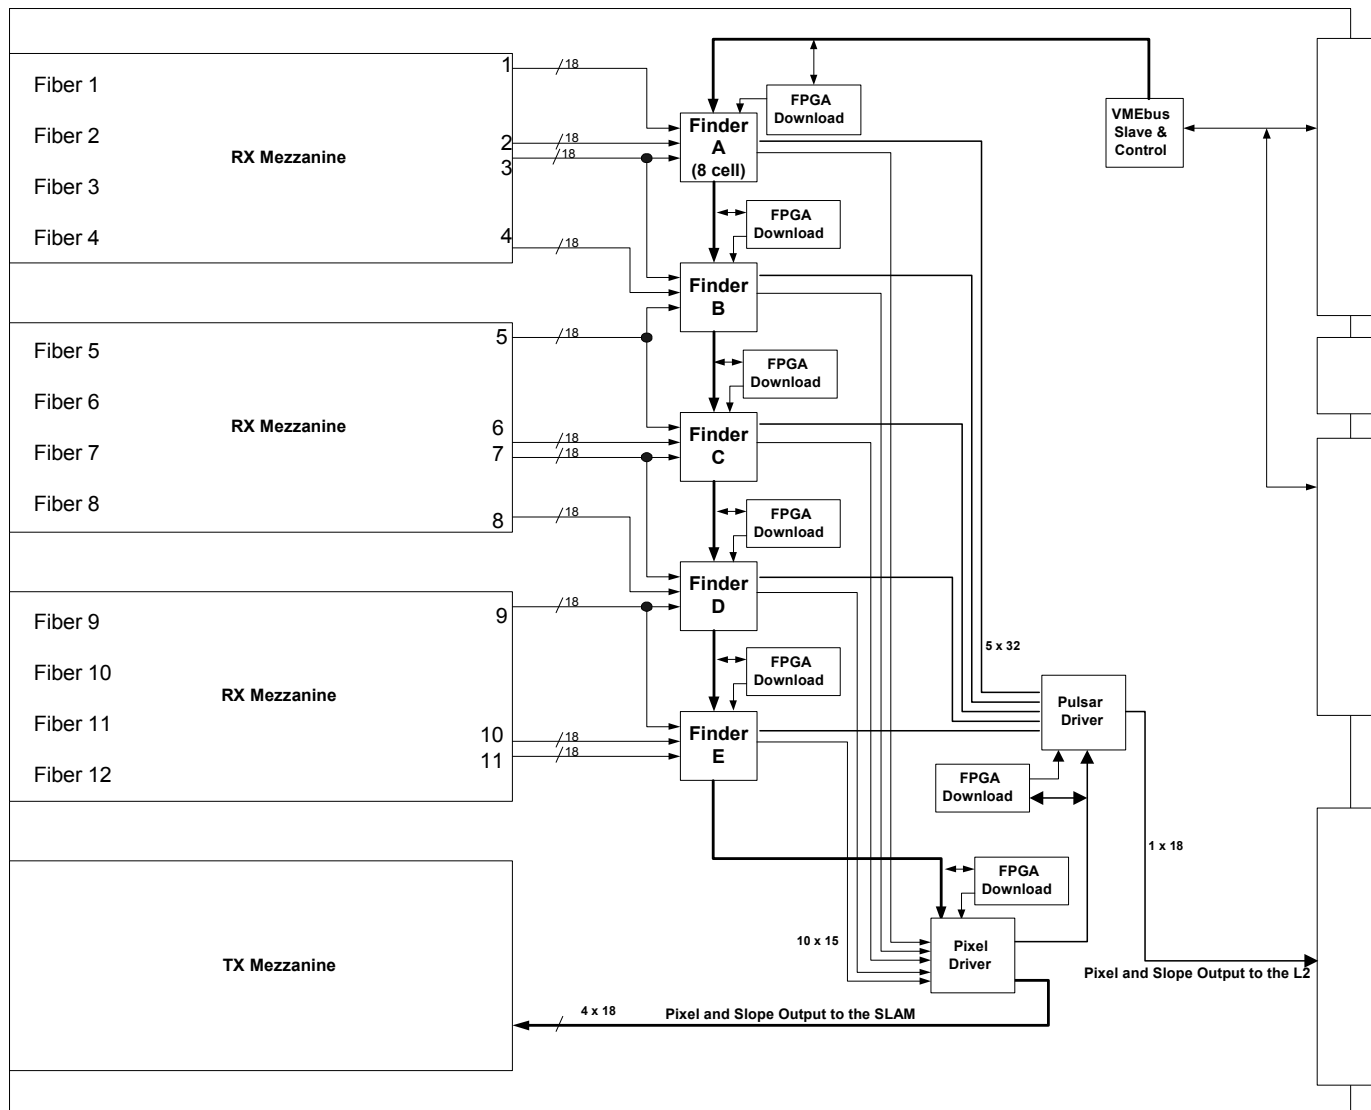 Fiber 1
Fiber 2
Fiber 3
Fiber 4
RX Mezzanine
1
2
3
4
18
18
18
18
Finder
A
(8 cell)
FPGA
Download
VMEbus
Slave &
Control
FPGA
Download
Finder
B
Fiber 5
Fiber 6
Fiber 7
Fiber 8
RX Mezzanine
5
6
7
8
18
18
18
18
FPGA
Download
Finder
C
FPGA
Download
Finder
D
Fiber 9
Fiber 10
Fiber 11
Fiber 12
RX Mezzanine
9
10
11
18
18
18
FPGA
Download
Finder
E
5 x 32
Pulsar
Driver
FPGA
Download
1 x 18
FPGA
Download
10 x 15
Pixel
Driver
TX Mezzanine
Pixel and Slope Output to the L2
4 x 18
Pixel and Slope Output to the SLAM